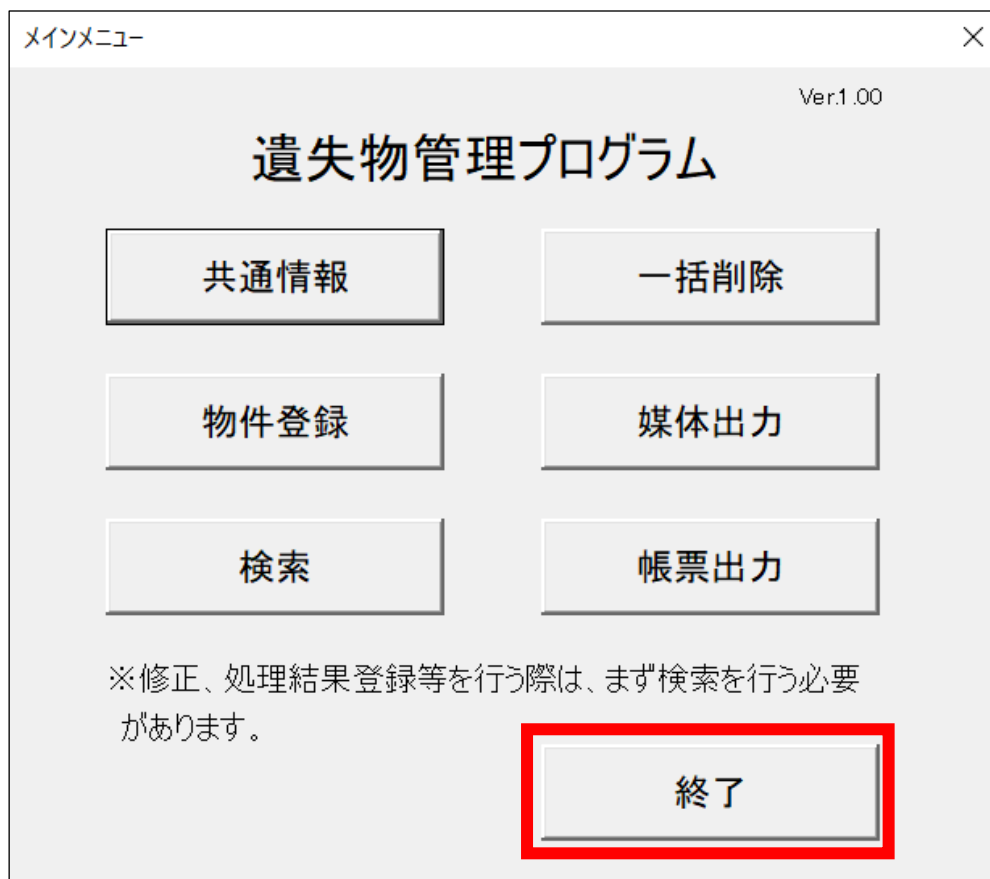 メインメニュー
Ver.1.00
遺失物管理プログラム
共通情報
一括削除
物件登録
媒体出力
検索
帳票出力
※修正、処理結果登録等を行う際は、まず検索を行う必要
があります。
終了